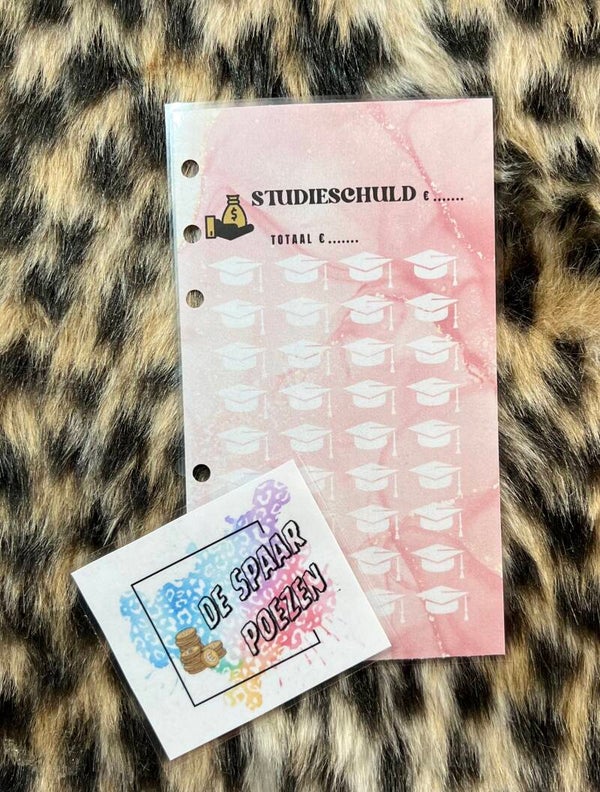 STUDIESCHULD € .......
TOTAAL € .......
DE SPAAR
POEZEN